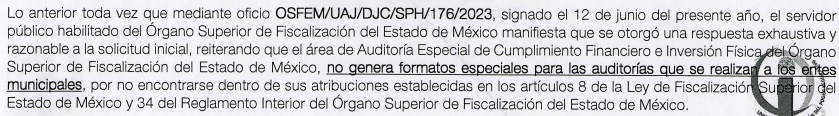 Lo anterior toda vez que mediante oficio OSFEM/UAJ/DJC/SPH/176/2023, signado el 12 de junio del presente año, el servidor
público habilitado del Órgano Superior de Fiscalización del Estado de México manifiesta que se otorgó una respuesta exhaustiva y
razonable a la solicitud inicial, reiterando que el área de Auditoría Especial de Cumplimiento Financiero e Inversión Física del Órgano
Superior de Fiscalización del Estado de México, no genera formatos especiales para las auditorías que se realizan a los entes
municipales, por no encontrarse dentro de sus atribuciones establecidas en los artículos 8 de la Ley de Fiscalización Superior del
Estado de México y 34 del Reglamento Interior del Órgano Superior de Fiscalización del Estado de México.